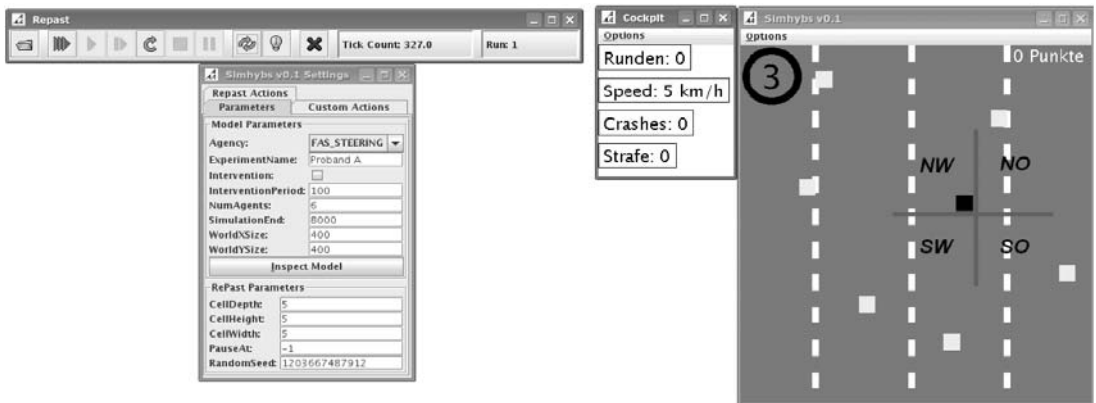 Repast
Tick Count: 327.0
Run: 1
Simhybs v0.1 Settings
Repast Actions
Parameters
Custom Actions
Model Parameters
Agency:
FAS_STEERING
ExperimentName:
Proband A
Intervention:
InterventionPeriod:
100
NumAgents:
6
SimulationEnd:
8000
WorldXSize:
400
WorldYSize:
400
Inspect Model
RePast Parameters
CellDepth:
5
CellHeight:
5
CellWidth:
5
PauseAt:
-1
RandomSeed:
1203667487912
Cockpit
Options
Runden: 0
Speed: 5 km/h
Crashes: 0
Strafe: 0
Simhybs v0.1
Options
3
0 Punkte
NW
NO
SW
SO